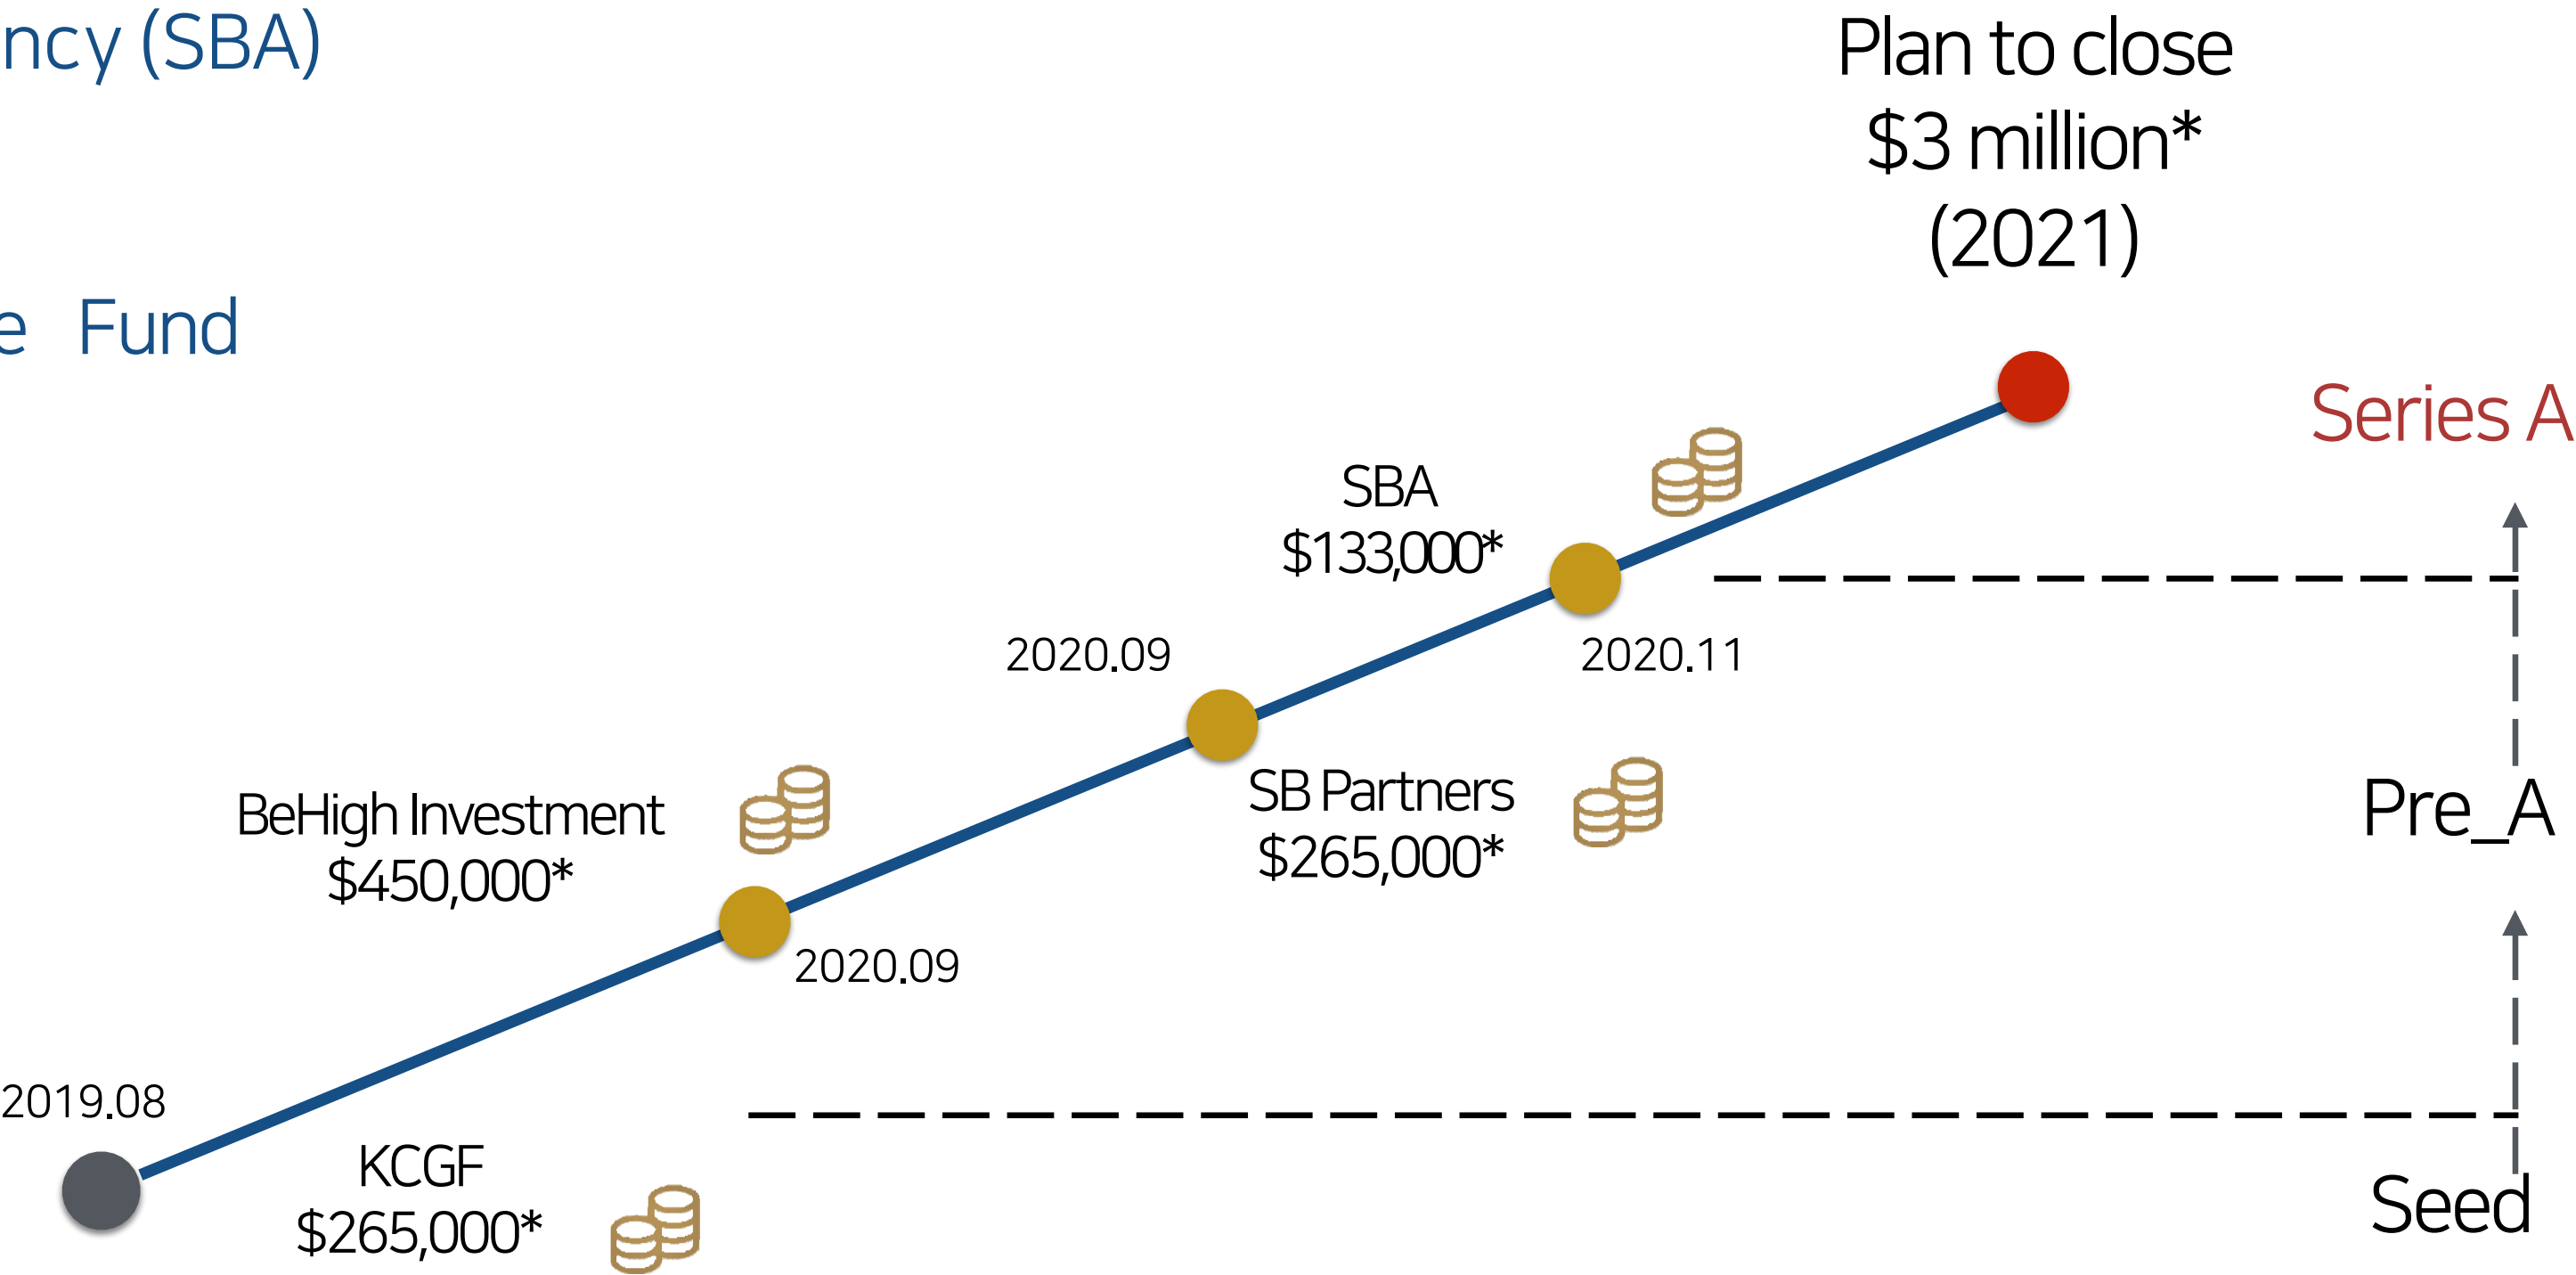 ncy (SBA)
e Fund
Plan to close
$3 million*
(2021)
Series A
SBA
$133,000*
2020.11
2020.09
SB Partners
$265,000*
Pre_A
BeHigh Investment
$450,000*
2020.09
2019.08
KCGF
$265,000*
Seed